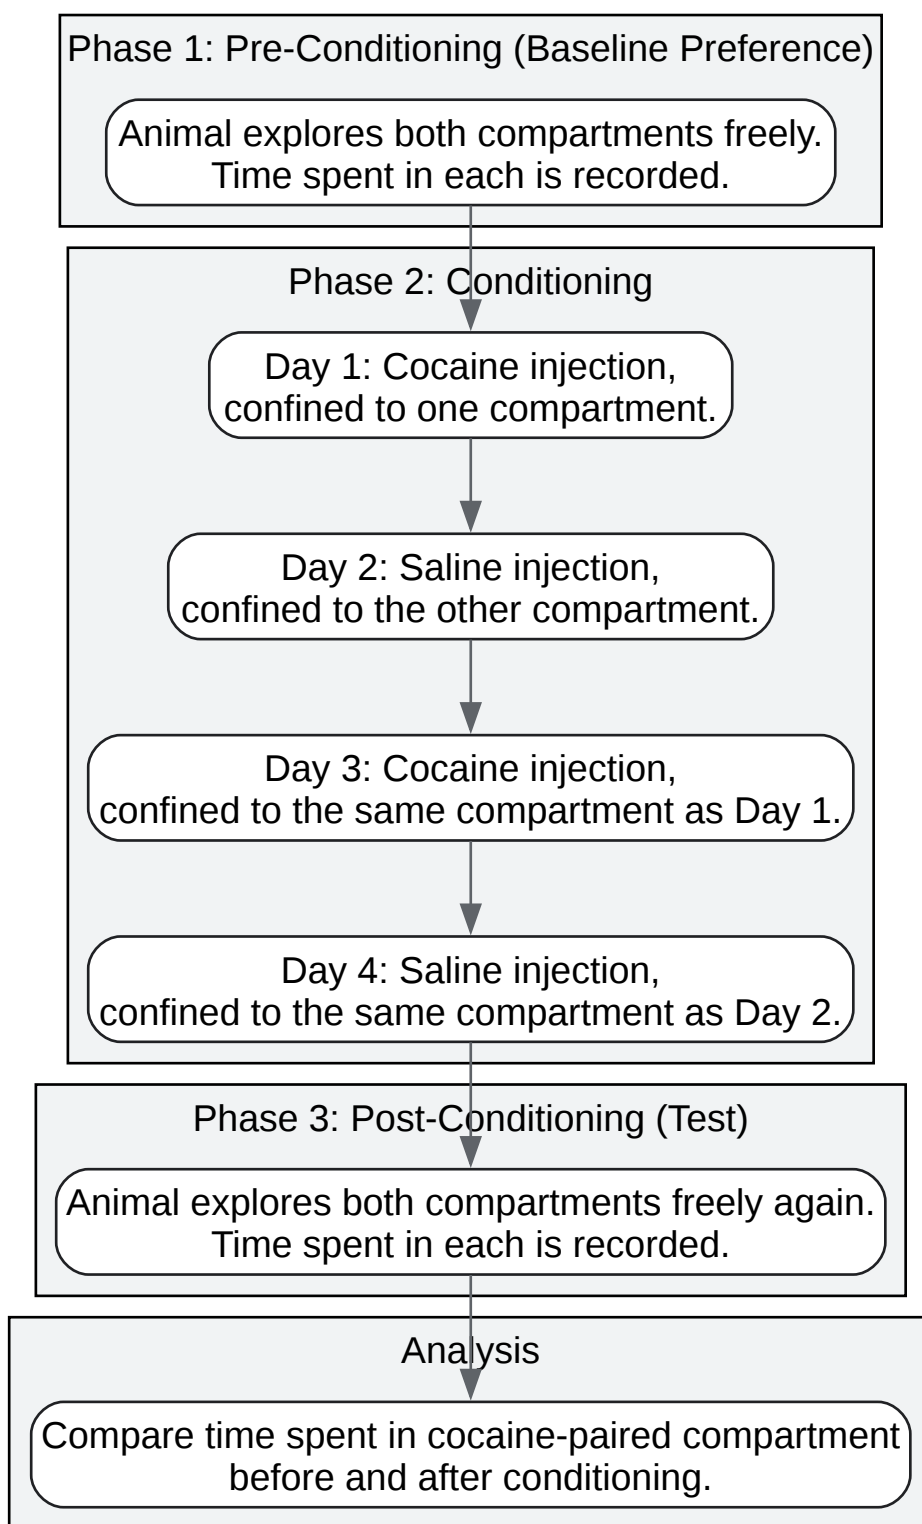 Phase 1: Pre-Conditioning (Baseline Preference)
Animal explores both compartments freely.
Time spent in each is recorded.
Phase 2: Conditioning
Day 1: Cocaine injection,
confined to one compartment.
Day 2: Saline injection,
confined to the other compartment.
Day 3: Cocaine injection,
confined to the same compartment as Day 1.
Day 4: Saline injection,
confined to the same compartment as Day 2.
Phase 3: Post-Conditioning (Test)
Animal explores both compartments freely again.
Time spent in each is recorded.
Analysis
Compare time spent in cocaine-paired compartment
before and after conditioning.